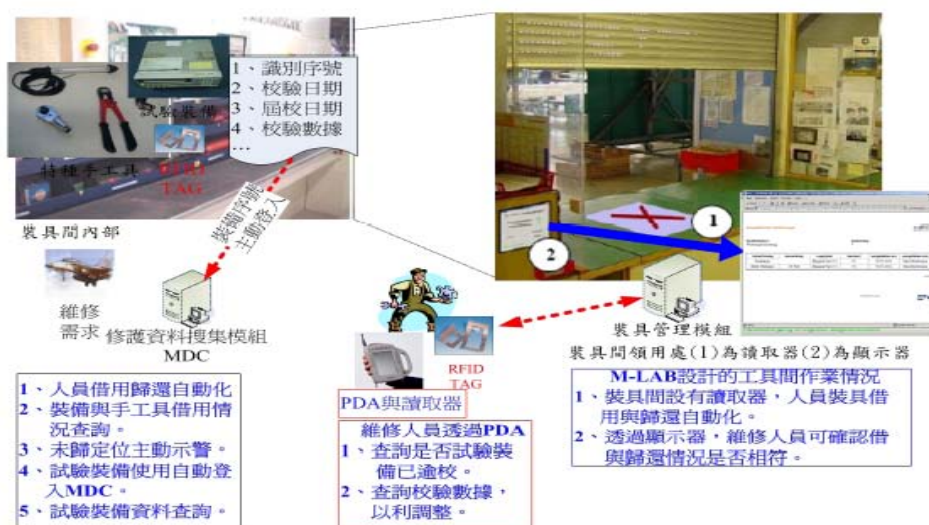 1、識別序號
2、校驗日期
3、屆校日期
4、校驗數據
…
試驗裝備
特種手工具
RFID
TAG
裝具間內部
裝備序號
主動登入
維修
需求
修護資料搜集模組
MDC
1
2
裝具管理模組
裝具間領用處(1)為讀取器(2)為顯示器
RFID
TAG
PDA與讀取器
1、人員借用歸還自動化
2、裝備與手工具借用情
況查詢。
3、未歸定位主動示警。
4、試驗裝備使用自動登
入MDC。
5、試驗裝備資料查詢。
維修人員透過PDA
1、查詢是否試驗裝
備已逾校。
2、查詢校驗數據，
以利調整。
M-LAB設計的工具間作業情況
1、裝具間設有讀取器，人員裝具借
用與歸還自動化。
2、透過顯示器，維修人員可確認借
與歸還情況是否相符。